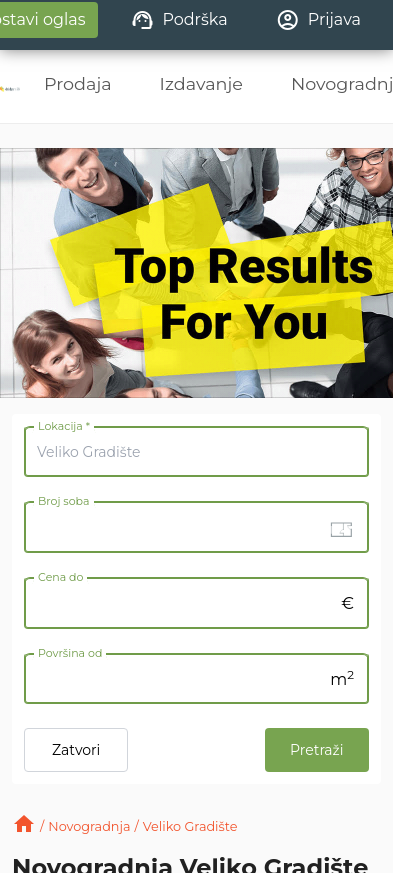 ostavi oglas
Podrška
Prijava
Prodaja
Izdavanje
Novogradnj
Top Results
For You
Lokacija *
Veliko Gradište
Broj soba
Cena do
€
Površina od
m²
Zatvori
Pretraži
/ Novogradnja / Veliko Gradište
Novogradnja Veliko Gradište